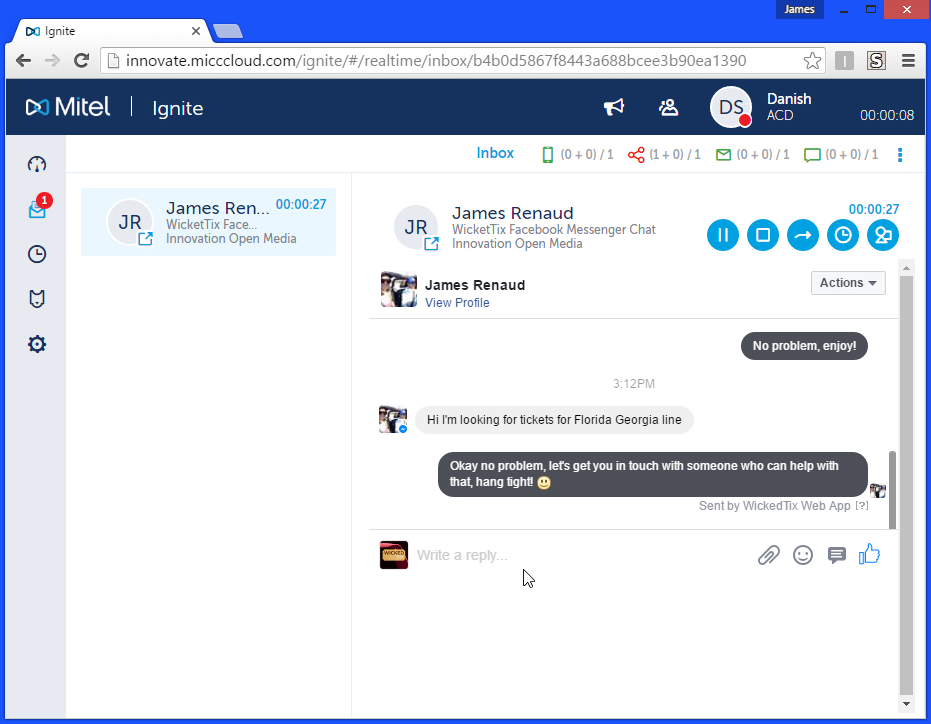 James
Ignite
innovate.micccloud.com/ignite/#/realtime/inbox/b4b0d5867f8443a688bcee3b90ea1390
Mitel | Ignite
DS
Danish
ACD
00:00:08
Inbox
(0 + 0) / 1
(1 + 0) / 1
(0 + 0) / 1
(0 + 0) / 1
1
JR
James Ren...
00:00:27
WicketTix Face...
Innovation Open Media
JR
James Renaud
WicketTix Facebook Messenger Chat
Innovation Open Media
00:00:27
James Renaud
View Profile
Actions
No problem, enjoy!
3:12PM
Hi I'm looking for tickets for Florida Georgia line
Okay no problem, let's get you in touch with someone who can help with
that, hang tight! 😃
Sent by WickedTix Web App [?]
WICKED
Write a reply...